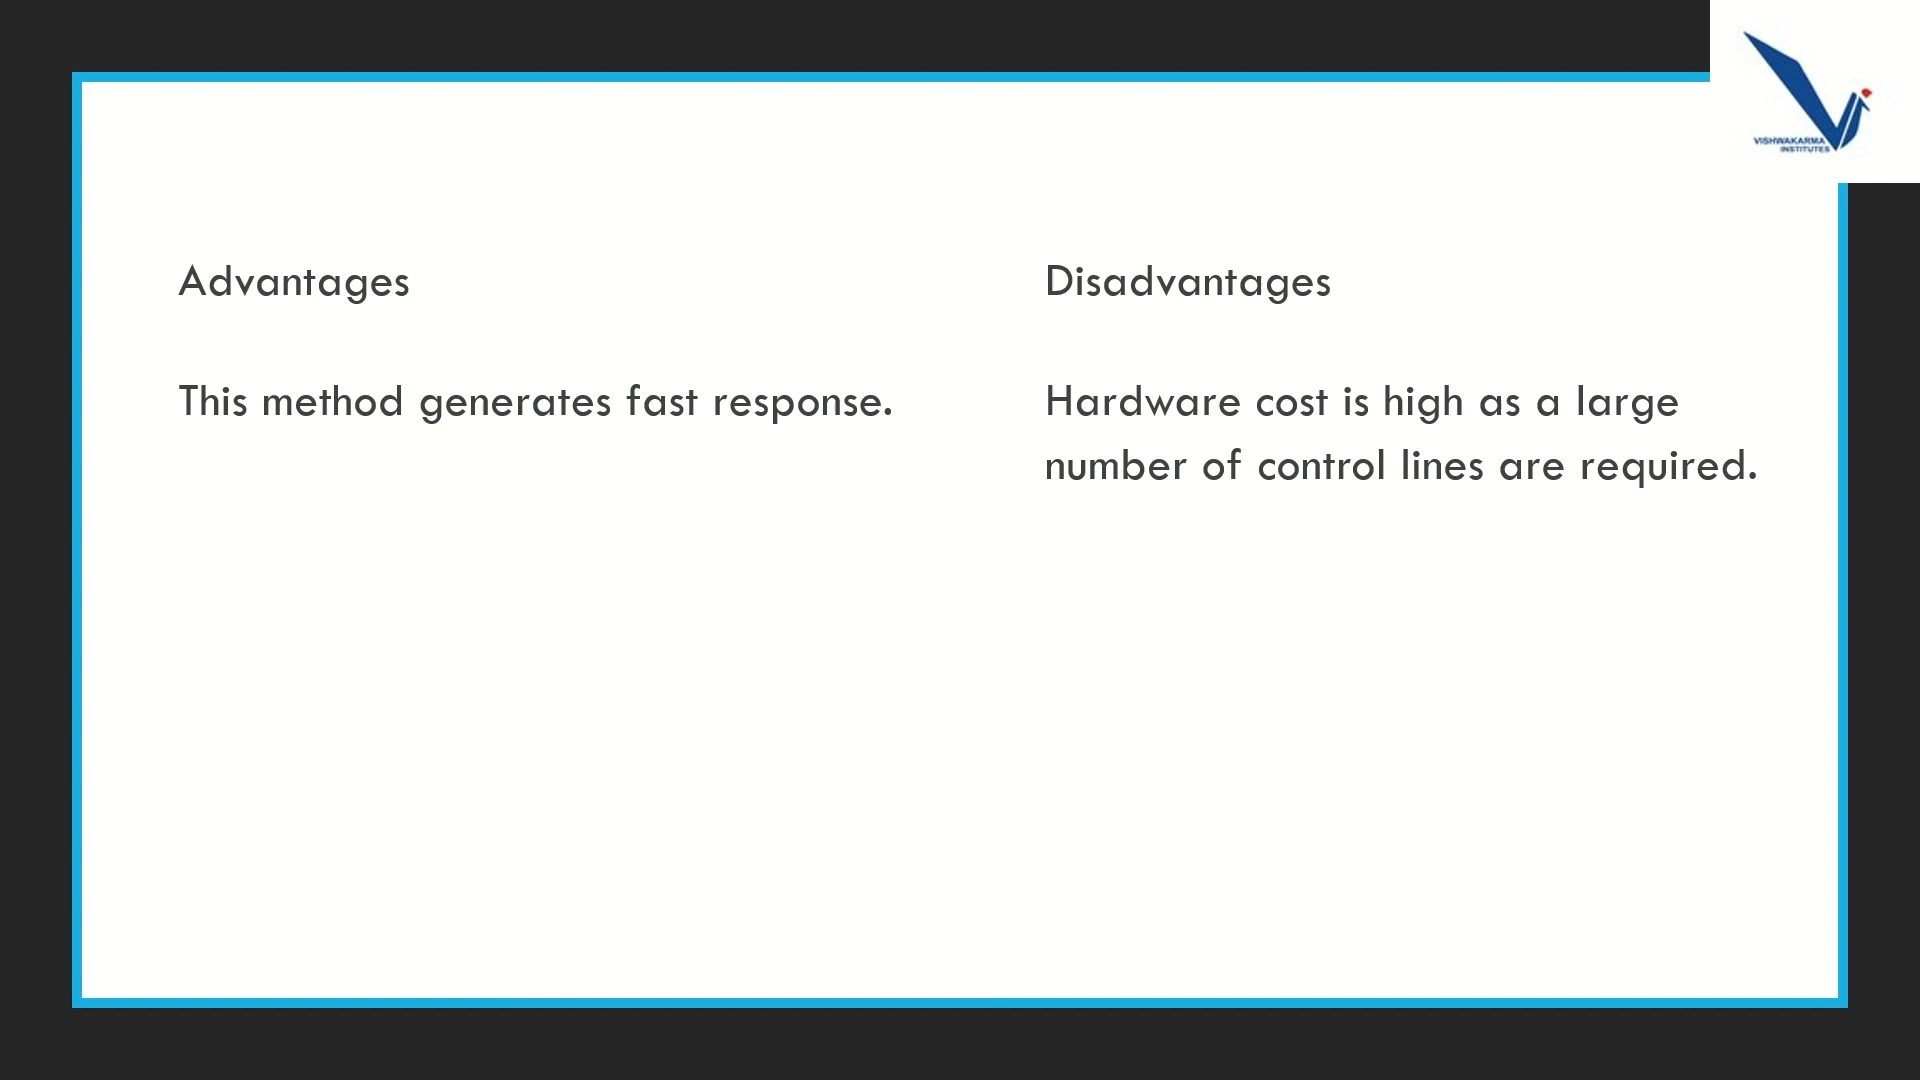 VISHWAKARMA
INSTITUTES
Advantages
This method generates fast response.
Disadvantages
Hardware cost is high as a large
number of control lines are required.